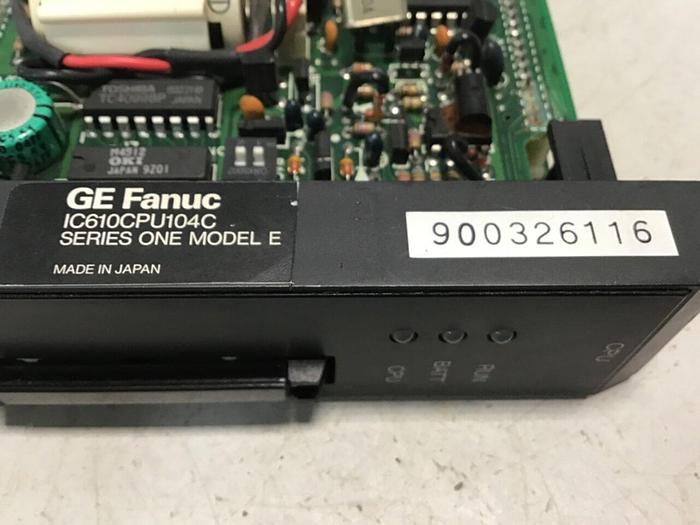 TOSHIBA
JAPAN
M4512
OKI
JAPAN 9201
GE Fanuc
IC610CPU104C
SERIES ONE MODEL E
MADE IN JAPAN
900326116
RUN
BATT
CPU
CPU